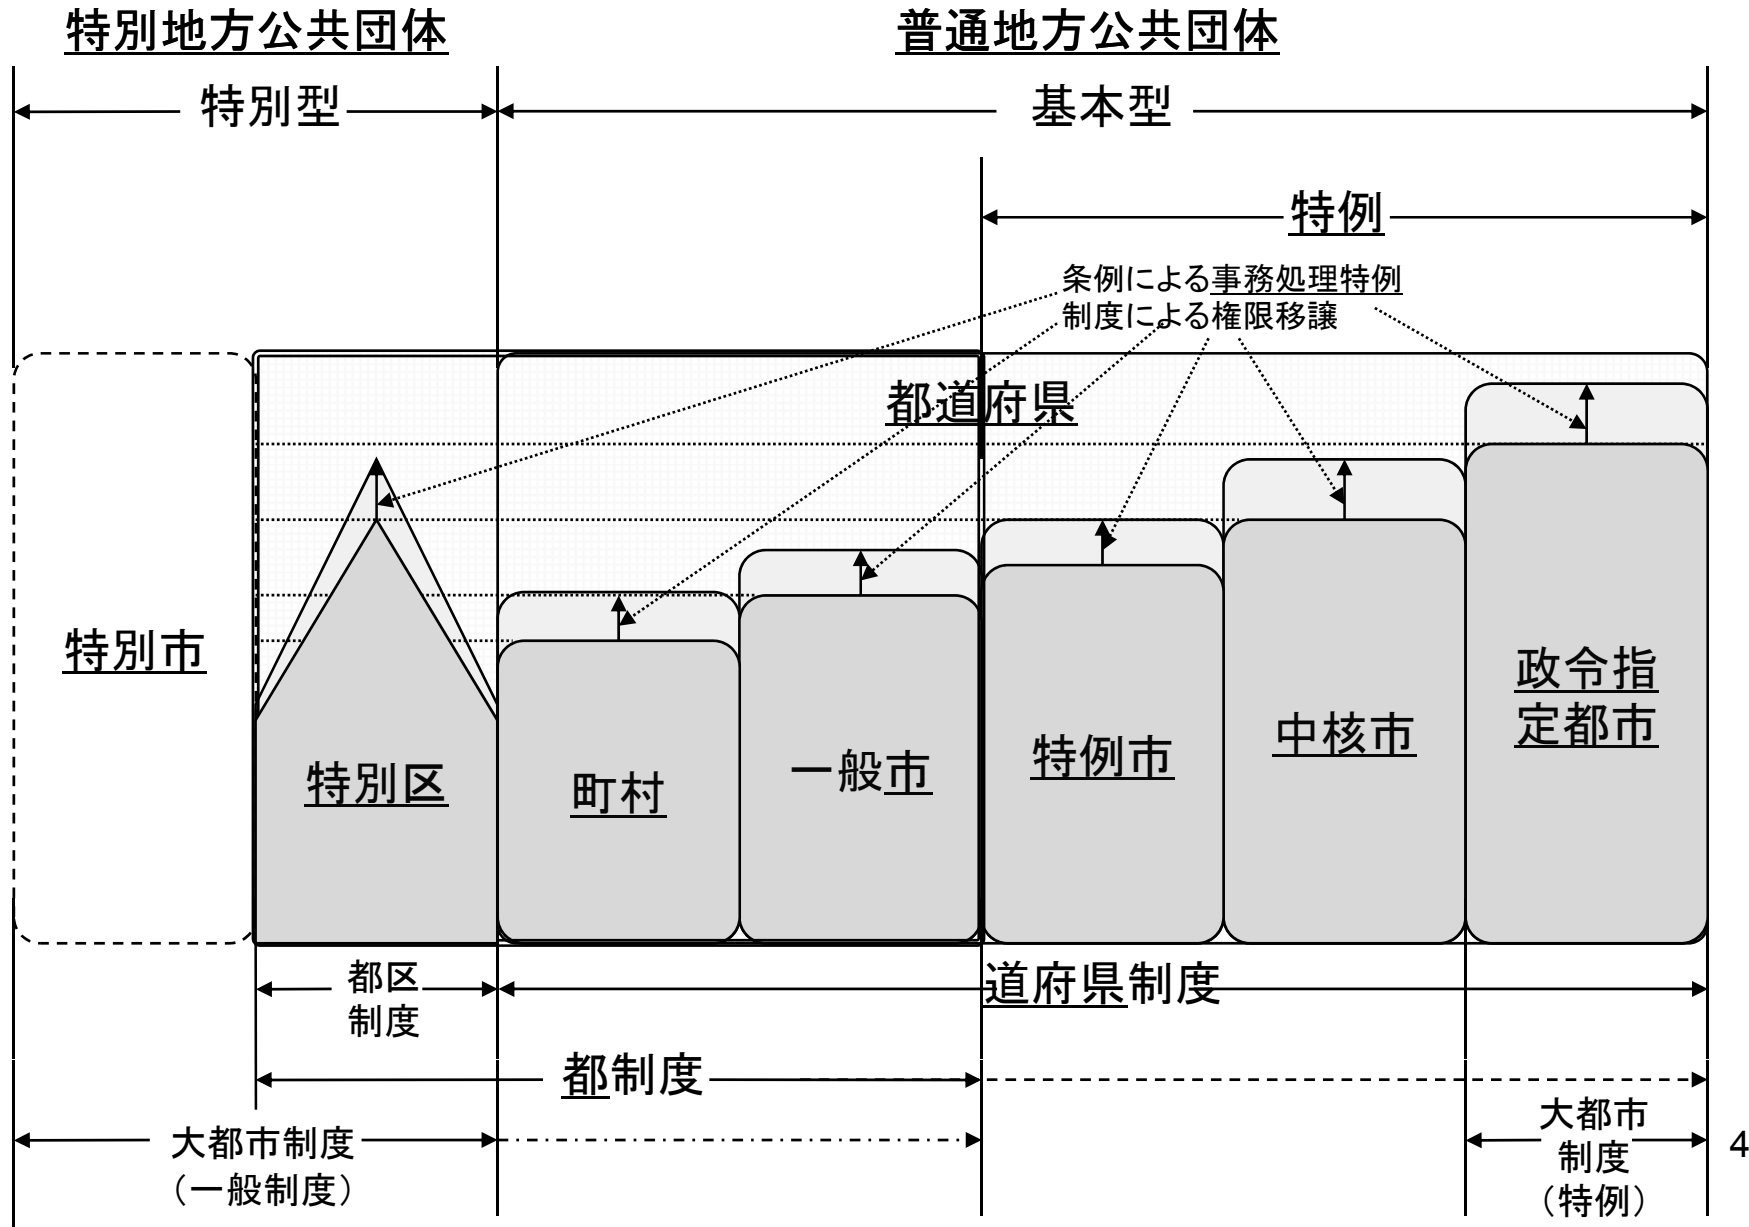 特別地方公共団体
普通地方公共団体
特別型
基本型
特例
条例による事務処理特例
制度による権限移譲
都道府県
特別市
特別区
町村
一般市
特例市
中核市
政令指
定都市
都区
制度
道府県制度
都制度
大都市制度
（一般制度）
大都市
制度
（特例）
4